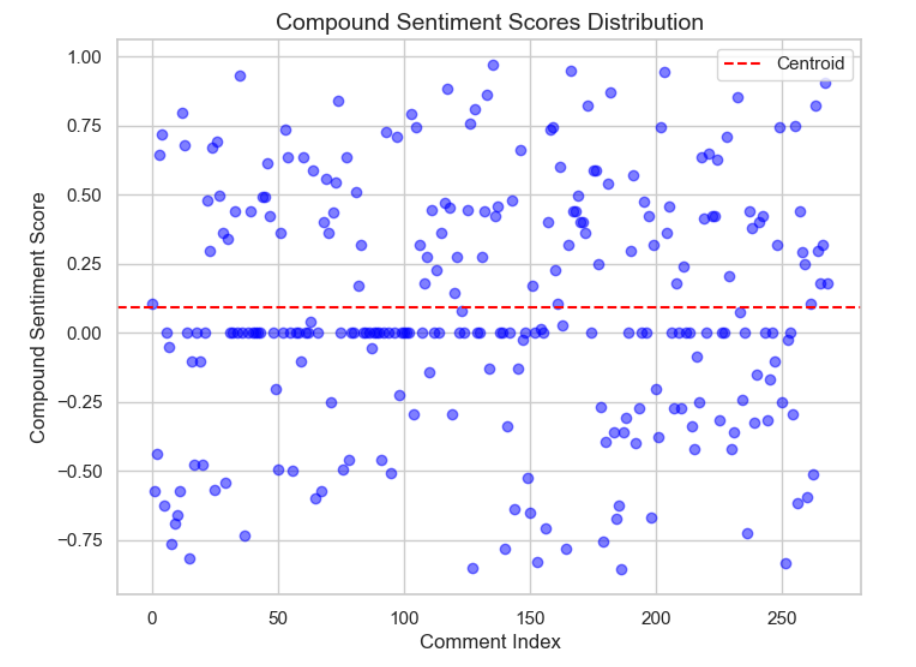 Compound Sentiment Scores Distribution
Centroid
1.00
0.75
0.50
0.25
0.00
−0.25
−0.50
−0.75
Compound Sentiment Score
0 50 100 150 200 250
Comment Index